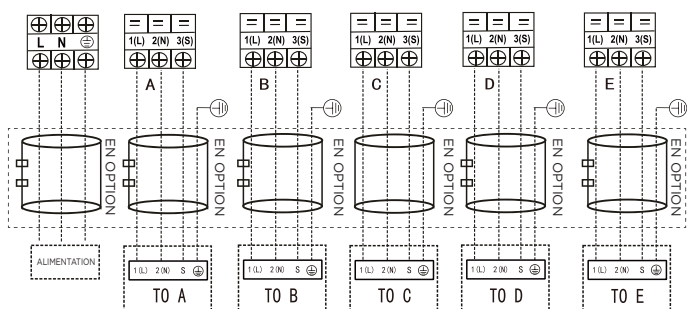 L N
1(L) 2(N) 3(S)
1(L) 2(N) 3(S)
1(L) 2(N) 3(S)
1(L) 2(N) 3(S)
1(L) 2(N) 3(S)
A
B
C
D
E
EN OPTION
EN OPTION
EN OPTION
EN OPTION
EN OPTION
EN OPTION
ALIMENTATION
1(L) 2(N) S
1(L) 2(N) S
1(L) 2(N) S
1(L) 2(N) S
1(L) 2(N) S
TO A
TO B
TO C
TO D
TO E